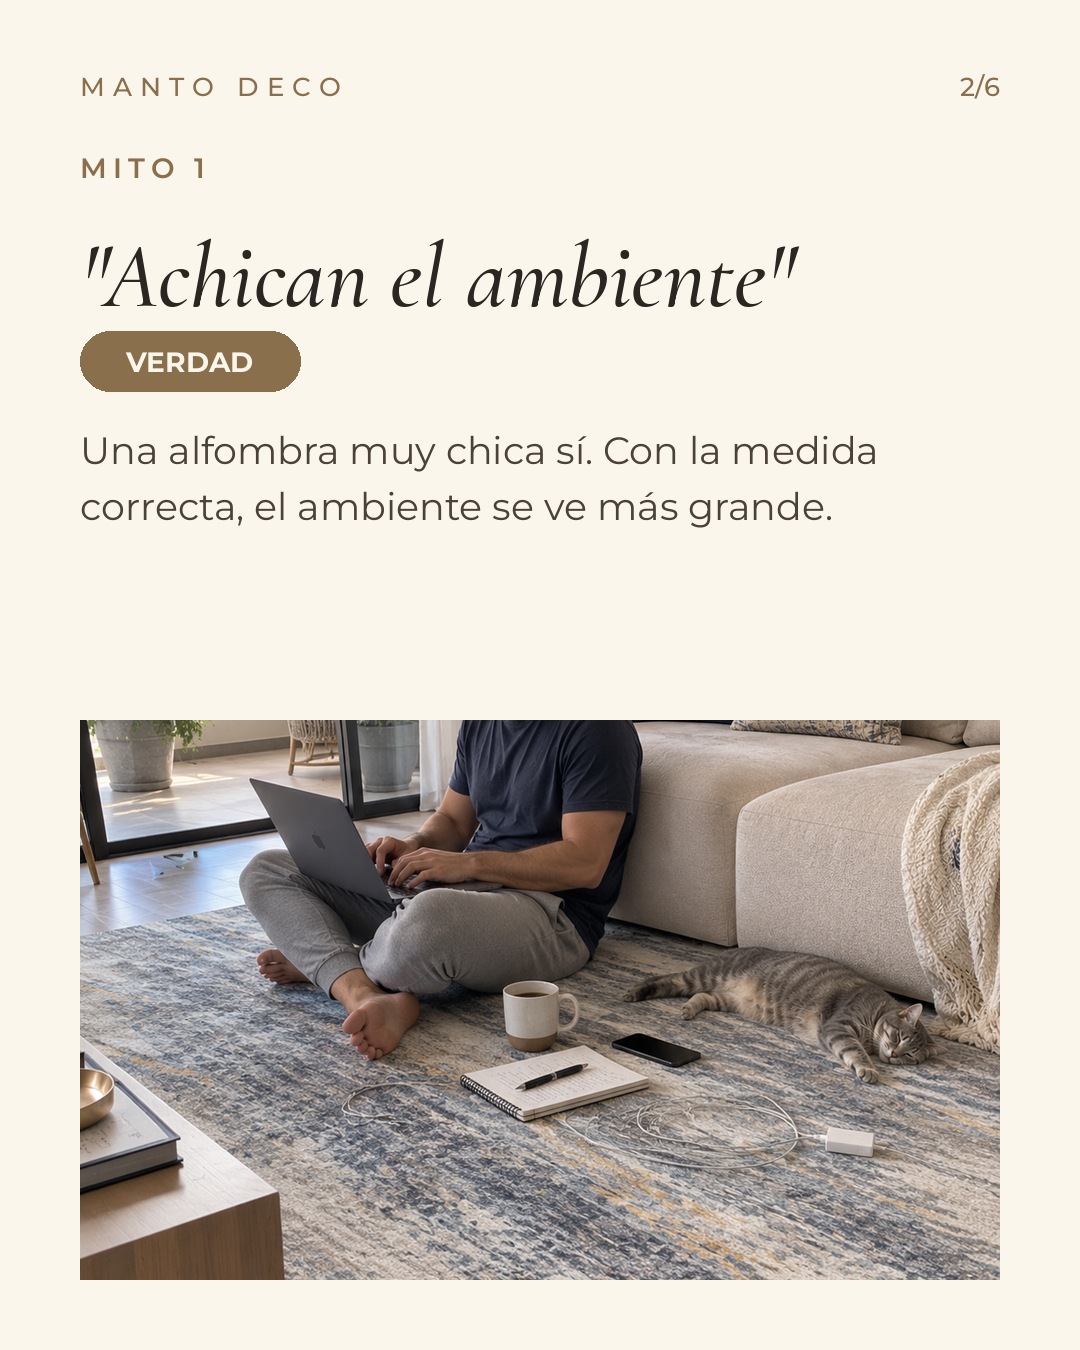 MANTO DECO
2/6
MITO 1
"Achican el ambiente"
VERDAD
Una alfombra muy chica sí. Con la medida
correcta, el ambiente se ve más grande.